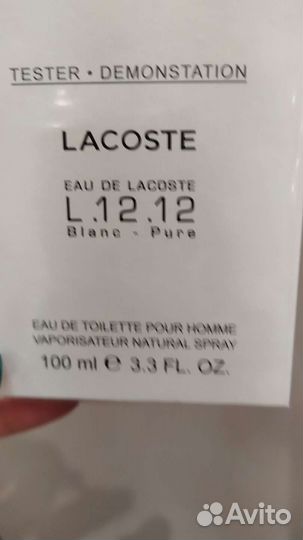 TESTER • DEMONSTATION
LACOSTE
EAU DE LACOSTE
L.12.12
Blanc - Pure
EAU DE TOILETTE POUR HOMME
VAPORISATEUR NATURAL SPRAY
100 ml ℮ 3.3 FL. OZ.
Avito